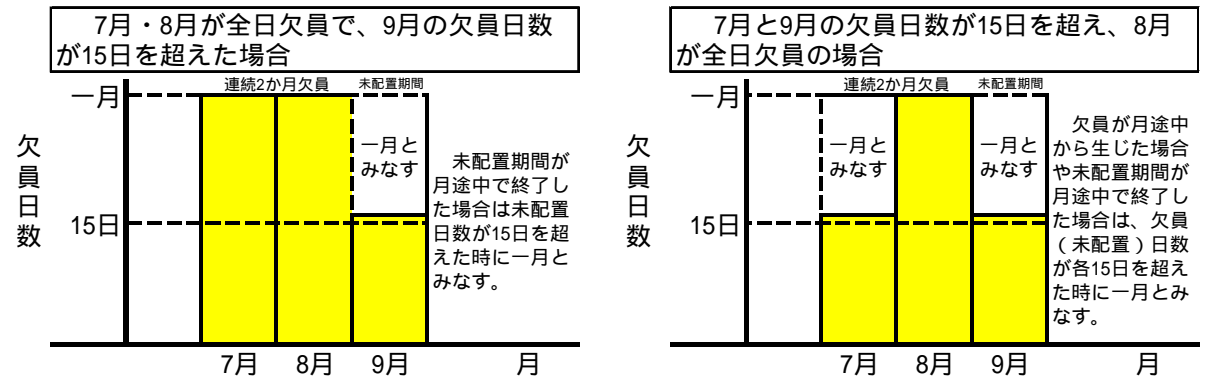 7月・8月が全日欠員で、9月の欠員日数
が15日を超えた場合
連続2か月欠員 未配置期間
一月
欠員日数
15日
一月と
みなす
未配置期間が
月途中で終了し
た場合は未配置
日数が15日を超
えた時に一月と
みなす。
7月 8月 9月 月
7月と9月の欠員日数が15日を超え、8月
が全日欠員の場合
連続2か月欠員 未配置期間
一月
欠員日数
15日
一月と
みなす
一月と
みなす
欠員が月途中
から生じた場合
や未配置期間が
月途中で終了し
た場合は、欠員
(未配置)日数
が各15日を超え
た時に一月とみ
なす。
7月 8月 9月 月